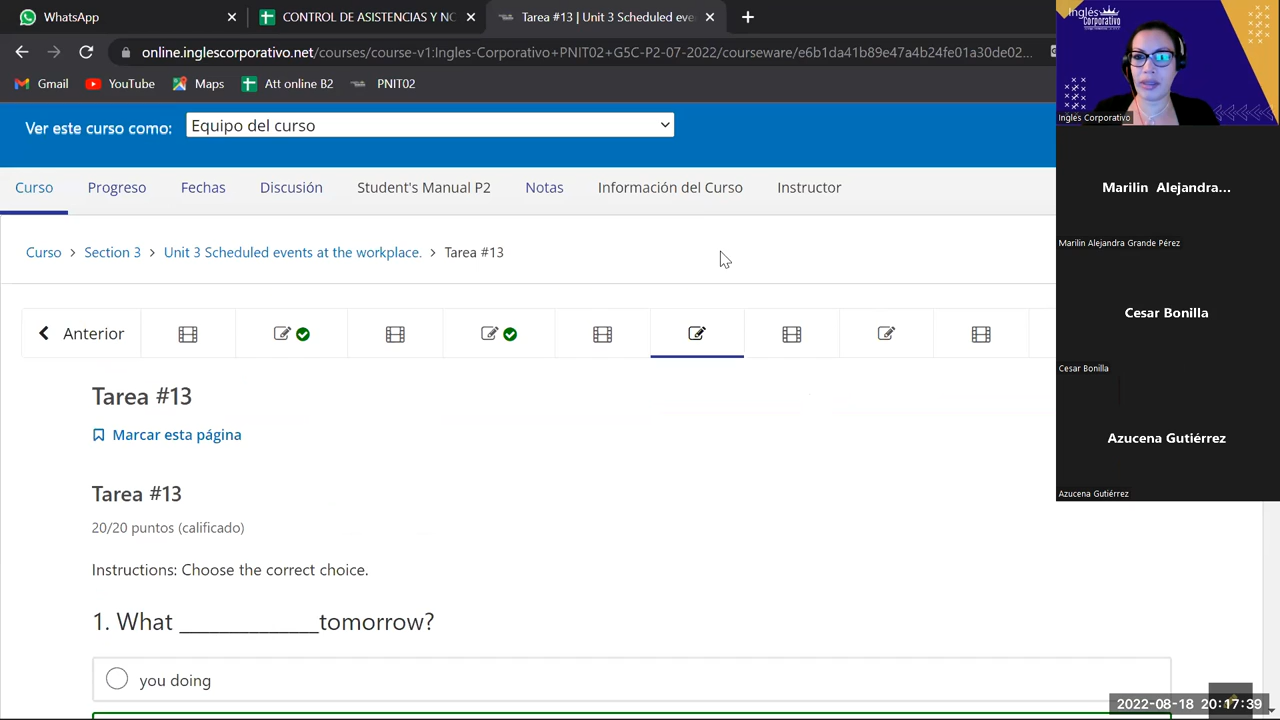 WhatsApp
CONTROL DE ASISTENCIAS Y NO
Tarea #13 | Unit 3 Scheduled eve
online.inglescorporativo.net/courses/course-v1:Ingles-Corporativo+PNIT02+G5C-P2-07-2022/courseware/ecb1da41b89e47a4b24fe01a30de02...
Gmail
YouTube
Maps
Att online B2
PNIT02
Inglés
Corporativo
Ingles Corporativo
Ver este curso como:
Equipo del curso
Curso
Progreso
Fechas
Discusión
Student's Manual P2
Notas
Información del Curso
Instructor
Marilin Alejandra...
Marilin Alejandra Grande Pérez
Curso > Section 3 > Unit 3 Scheduled events at the workplace. > Tarea #13
Cesar Bonilla
Cesar Bonilla
Anterior
Tarea #13
Marcar esta página
Azucena Gutiérrez
Azucena Gutiérrez
Tarea #13
20/20 puntos (calificado)
Instructions: Choose the correct choice.
1. What ______________tomorrow?
you doing
2022-08-18 20:17:39